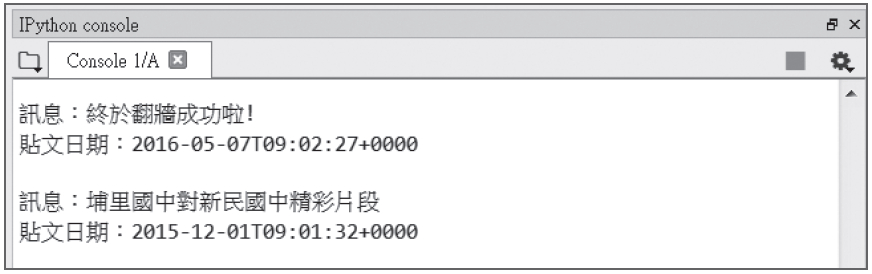 IPython console
Console 1/A
訊息：終於翻牆成功啦!
貼文日期：2016-05-07T09:02:27+0000
訊息：埔里國中對新民國中精彩片段
貼文日期：2015-12-01T09:01:32+0000